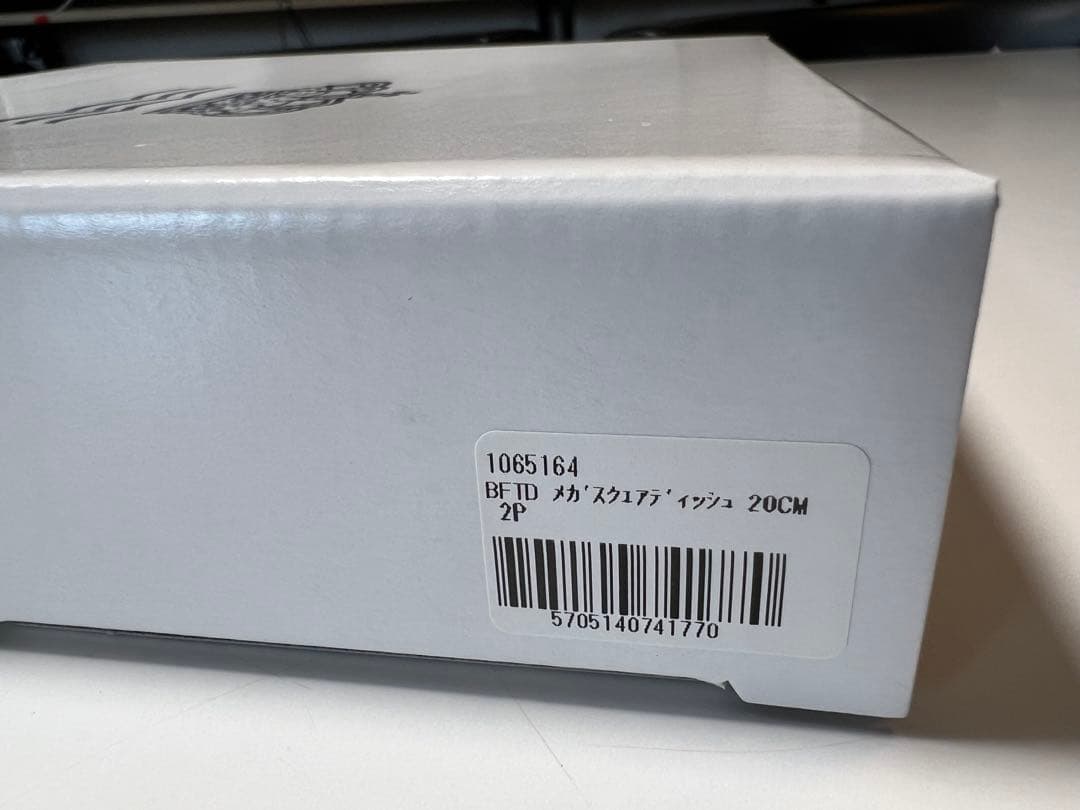 1065164
BFTD ﾒｶﾞｽｸｴｱﾃﾞｨｯｼｭ 20CM
2P
5705140741770